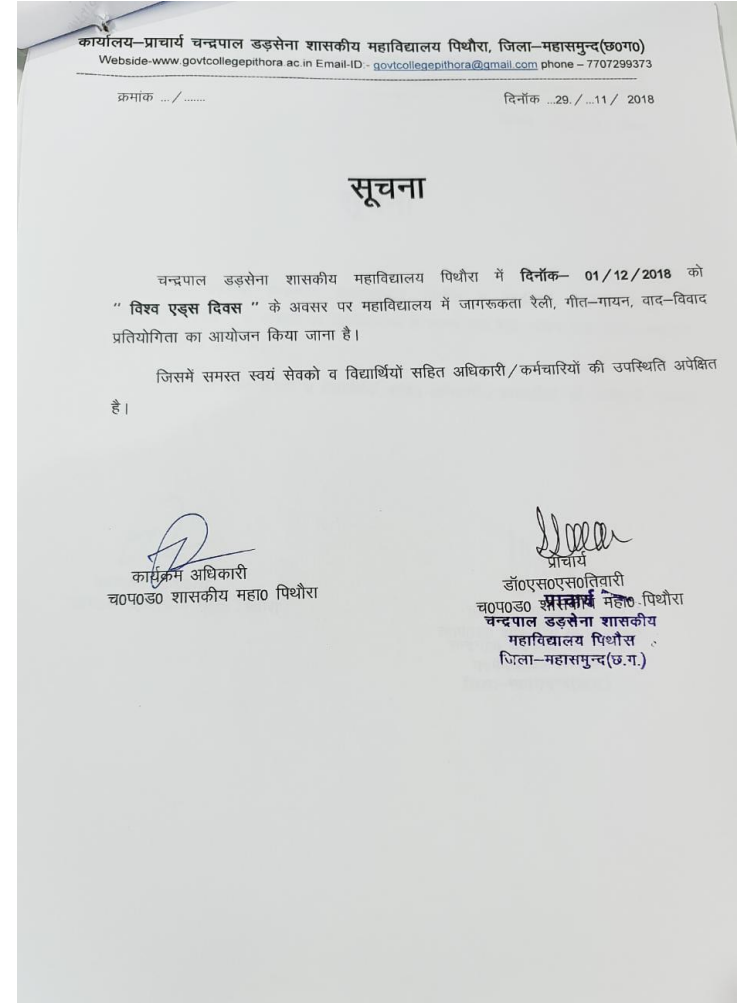 कार्यालय–प्राचार्य चन्द्रपाल डड़सेना शासकीय महाविद्यालय पिथौरा, जिला–महासमुन्द(छ0ग0)
Webside-www.govtcollegepithora.ac.in Email-ID:- govtcollegepithora@gmail.com phone – 7707299373
क्रमांक .../....... दिनॉक ...29./...11/ 2018
सूचना
चन्द्रपाल डड़सेना शासकीय महाविद्यालय पिथौरा में दिनॉक– 01/12/2018 को
“ विश्व एड्स दिवस ” के अवसर पर महाविद्यालय में जागरूकता रैली, गीत–गायन, वाद–विवाद
प्रतियोगिता का आयोजन किया जाना है।
जिसमें समस्त स्वयं सेवको व विद्यार्थियों सहित अधिकारी/कर्मचारियों की उपस्थिति अपेक्षित
है।
कार्यक्रम अधिकारी
च0प0ड0 शासकीय महा0 पिथौरा
प्राचार्य
डॉ0एस0एस0तिवारी
च0प0ड0 शासकीय महा0 पिथौरा
प्राचार्य
चन्द्रपाल डड़सेना शासकीय
महाविद्यालय पिथौरा
जिला–महासमुन्द(छ.ग.)